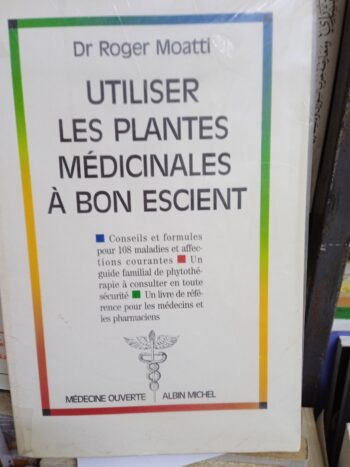 Dr Roger Moatti
UTILISER
LES PLANTES
MÉDICINALES
À BON ESCIENT
Conseils et formules
pour 108 maladies et affec-
tions courantes Un
guide familial de phytothé-
rapie à consulter en toute
sécurité Un livre de réfé-
rence pour les médecins et
les pharmaciens
MÉDECINE OUVERTE ALBIN MICHEL